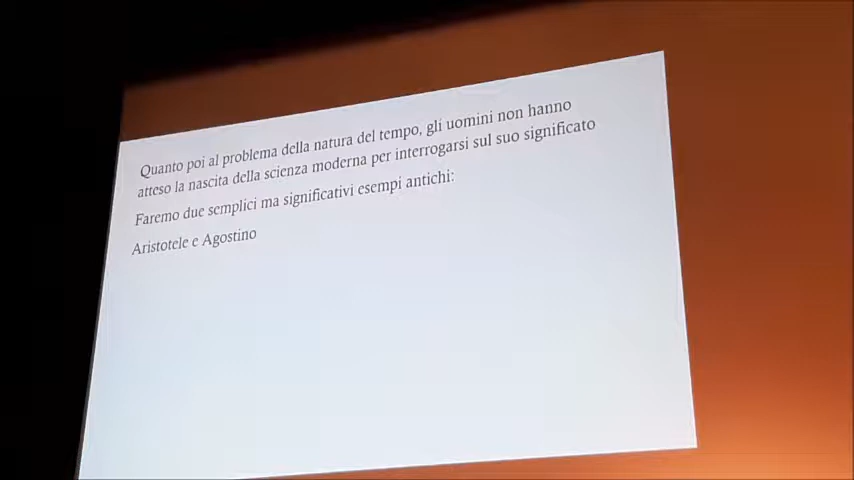 Quanto poi al problema della natura del tempo, gli uomini non hanno
atteso la nascita della scienza moderna per interrogarsi sul suo significato
Faremo due semplici ma significativi esempi antichi:
Aristotele e Agostino